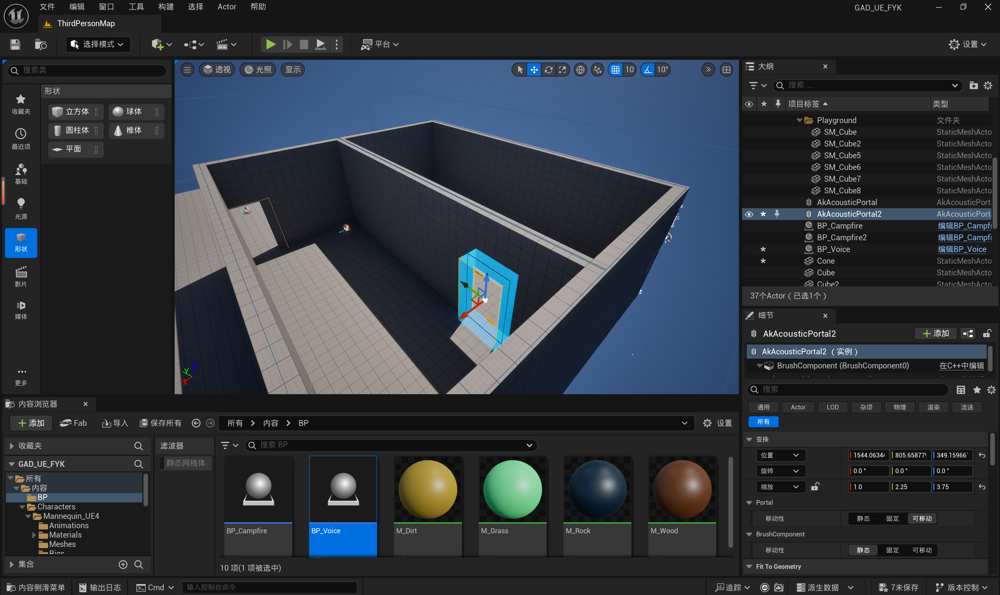 文件 编辑 窗口 工具 构建 选择 Actor 帮助
GAD_UE_FYK
ThirdPersonMap
选择模式
平台
设置
搜索类
形状
收藏夹
最近项
基础
光源
形状
影片
媒体
更多
立方体 球体
圆柱体 椎体
平面
透视 光照 显示
10 10°
Z
Y
X
大纲
搜索......
项目标签 类型
Playground 文件夹
SM_Cube StaticMeshActo
SM_Cube2 StaticMeshActo
SM_Cube5 StaticMeshActo
SM_Cube6 StaticMeshActo
SM_Cube7 StaticMeshActo
SM_Cube8 StaticMeshActo
AkAcousticPortal AkAcousticPort
AkAcousticPortal2 AkAcousticPort
BP_Campfire 编辑BP_Campfi
BP_Campfire2 编辑BP_Campfi
BP_Voice 编辑BP_Voice
Cone StaticMeshActo
Cube StaticMeshActo
Cube2 StaticMeshActo
37个Actor（已选1个）
细节
AkAcousticPortal2 添加
AkAcousticPortal2 （实例）
BrushComponent (BrushComponent0) 在C++中编辑
搜索
通用 Actor LOD 杂项 物理 渲染 流送
所有
变换
位置 1544.0634 805.65877 349.15966
旋转 0.0 ° 0.0 ° 0.0 °
缩放 1.0 2.25 3.75
Portal
移动性 静态 固定 可移动
BrushComponent
移动性 静态 固定 可移动
Fit To Geometry
内容浏览器
添加 Fab 导入 保存所有 所有 内容 BP 设置
收藏夹
GAD_UE_FYK
所有
内容
BP
Characters
Mannequin_UE4
Animations
Materials
Meshes
Rigs
集合
滤波器
静态网格体
搜索 BP
BP_Campfire BP_Voice M_Dirt M_Grass M_Rock M_Wood
10 项(1 项被选中)
内容侧滑菜单 输出日志 Cmd 输入控制台命令 追踪 派生数据 7未保存 版本控制